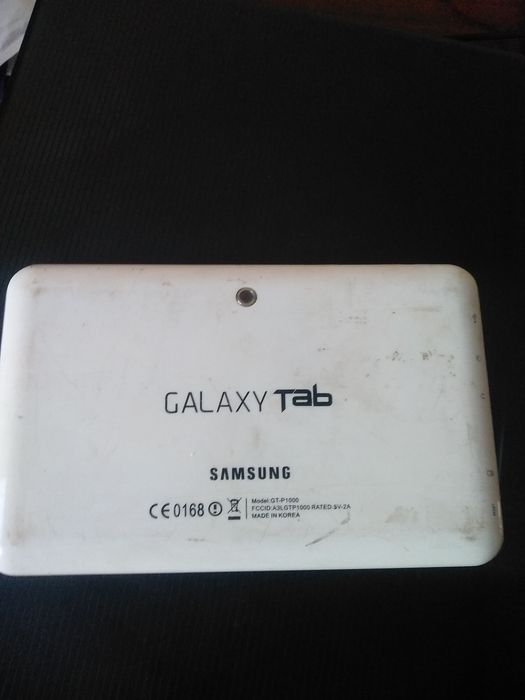 GALAXY Tab
SAMSUNG
CE0168
Model:GT-P1000
FCCID:A3LGTP1000 RATED:5V-2A
MADE IN KOREA